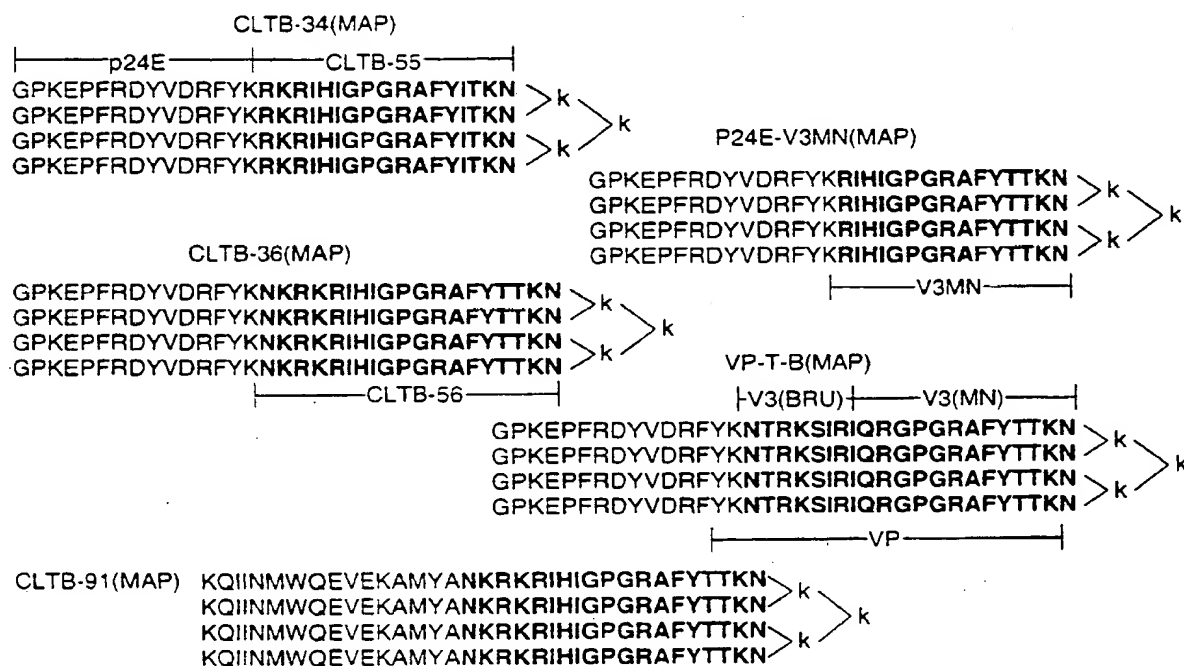 CLTB-34(MAP)
p24E CLTB-55
GPKEPFRDYVDRFYKRKRIHIGPGRAFYITKN
GPKEPFRDYVDRFYKRKRIHIGPGRAFYITKN
GPKEPFRDYVDRFYKRKRIHIGPGRAFYITKN
GPKEPFRDYVDRFYKRKRIHIGPGRAFYITKN
k
k
k
P24E-V3MN(MAP)
GPKEPFRDYVDRFYKRIHIGPGRAFYTTKN
GPKEPFRDYVDRFYKRIHIGPGRAFYTTKN
GPKEPFRDYVDRFYKRIHIGPGRAFYTTKN
GPKEPFRDYVDRFYKRIHIGPGRAFYTTKN
k
k
k
V3MN
CLTB-36(MAP)
GPKEPFRDYVDRFYKNKRKRIHIGPGRAFYTTKN
GPKEPFRDYVDRFYKNKRKRIHIGPGRAFYTTKN
GPKEPFRDYVDRFYKNKRKRIHIGPGRAFYTTKN
GPKEPFRDYVDRFYKNKRKRIHIGPGRAFYTTKN
k
k
k
CLTB-56
VP-T-B(MAP)
V3(BRU) V3(MN)
GPKEPFRDYVDRFYKNTRKSIRIQRGPGRAFYTTKN
GPKEPFRDYVDRFYKNTRKSIRIQRGPGRAFYTTKN
GPKEPFRDYVDRFYKNTRKSIRIQRGPGRAFYTTKN
GPKEPFRDYVDRFYKNTRKSIRIQRGPGRAFYTTKN
k
k
k
VP
CLTB-91(MAP) KQIINMWQEVEKAMYANKRKRIHIGPGRAFYTTKN
KQIINMWQEVEKAMYANKRKRIHIGPGRAFYTTKN
KQIINMWQEVEKAMYANKRKRIHIGPGRAFYTTKN
KQIINMWQEVEKAMYANKRKRIHIGPGRAFYTTKN
k
k
k